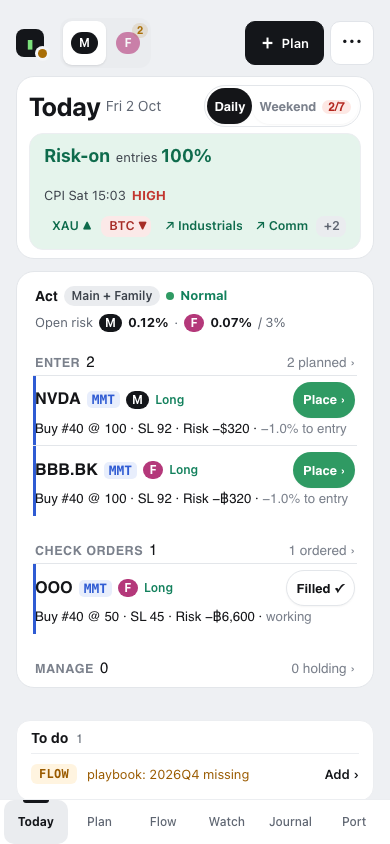 M F 2 + Plan ···
Today Fri 2 Oct Daily Weekend 2/7
Risk-on entries 100%
CPI Sat 15:03 HIGH
XAU ▲ BTC ▼ ↗ Industrials ↗ Comm +2
Act Main + Family ● Normal
Open risk M 0.12% · F 0.07% / 3%
ENTER 2 2 planned ›
NVDA MMT M Long Place ›
Buy #40 @ 100 · SL 92 · Risk −$320 · −1.0% to entry
BBB.BK MMT F Long Place ›
Buy #40 @ 100 · SL 92 · Risk −฿320 · −1.0% to entry
CHECK ORDERS 1 1 ordered ›
OOO MMT F Long Filled ✓
Buy #40 @ 50 · SL 45 · Risk −฿6,600 · working
MANAGE 0 0 holding ›
To do 1
FLOW playbook: 2026Q4 missing Add ›
Today Plan Flow Watch Journal Port